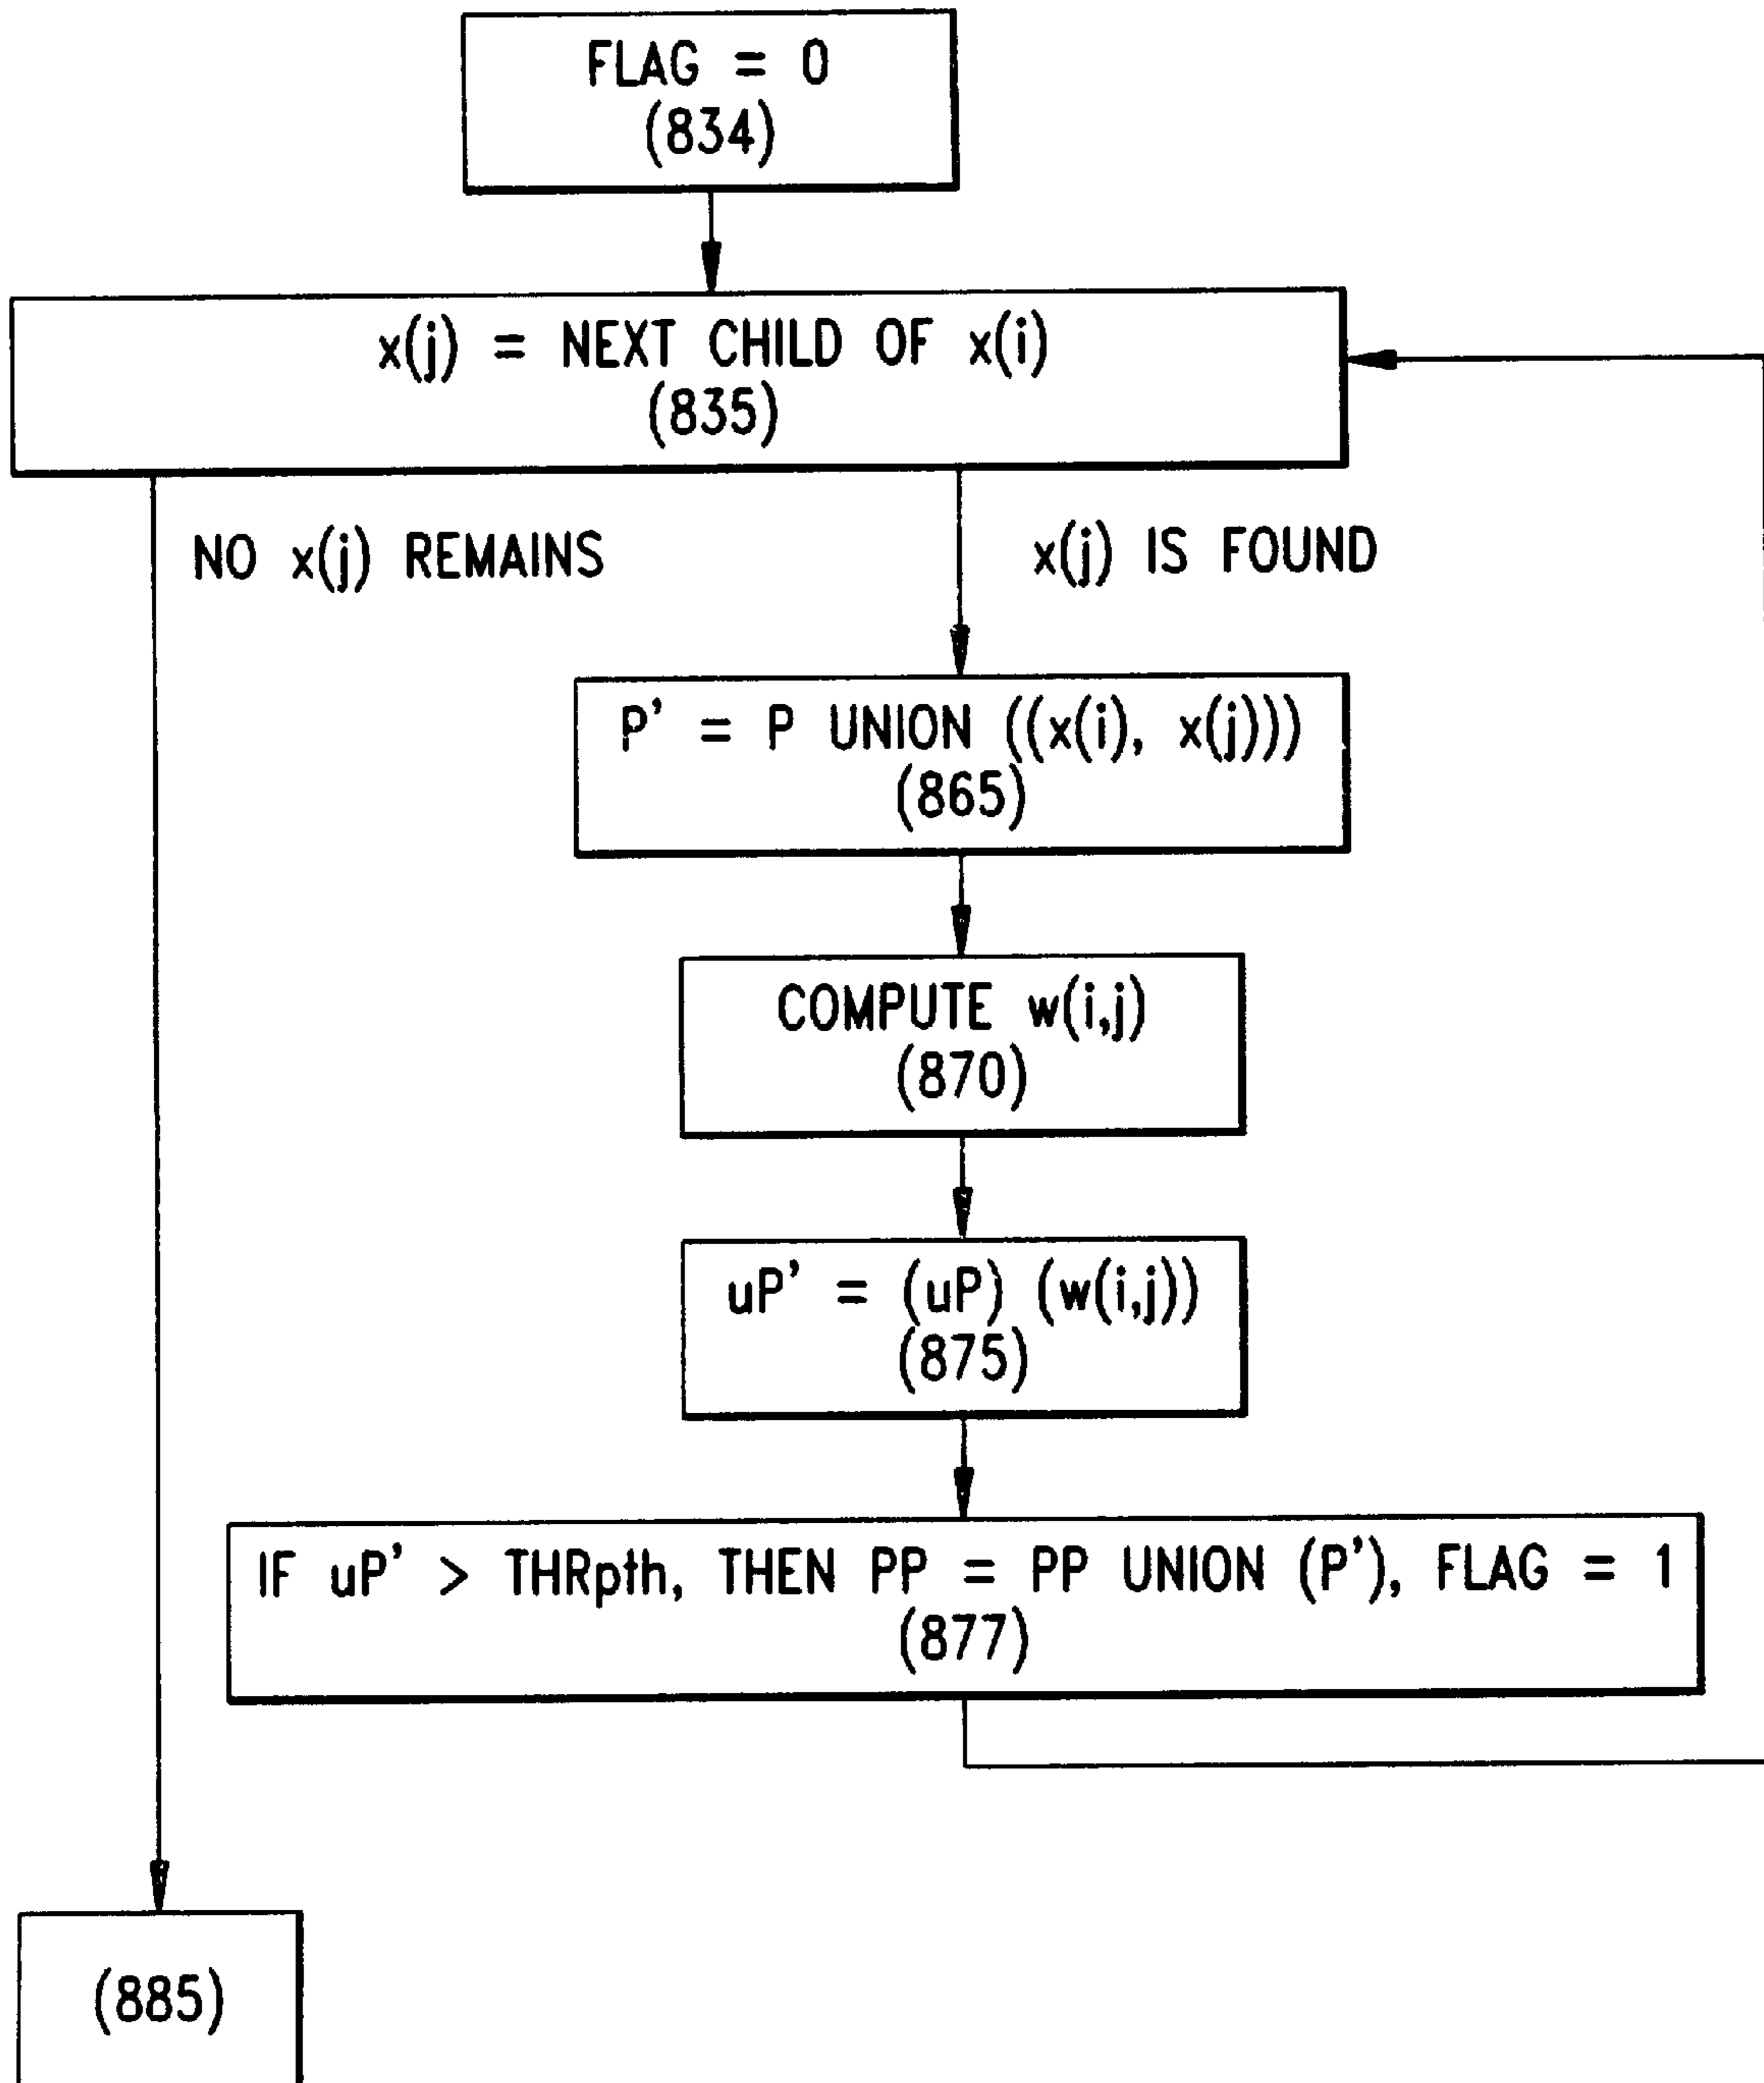 FLAG = 0
(834)
x(j) = NEXT CHILD OF x(i)
(835)
NO x(j) REMAINS
x(j) IS FOUND
P' = P UNION ((x(i), x(j)))
(865)
COMPUTE w(i,j)
(870)
uP' = (uP) (w(i,j))
(875)
IF uP' > THRpth, THEN PP = PP UNION (P'), FLAG = 1
(877)
(885)